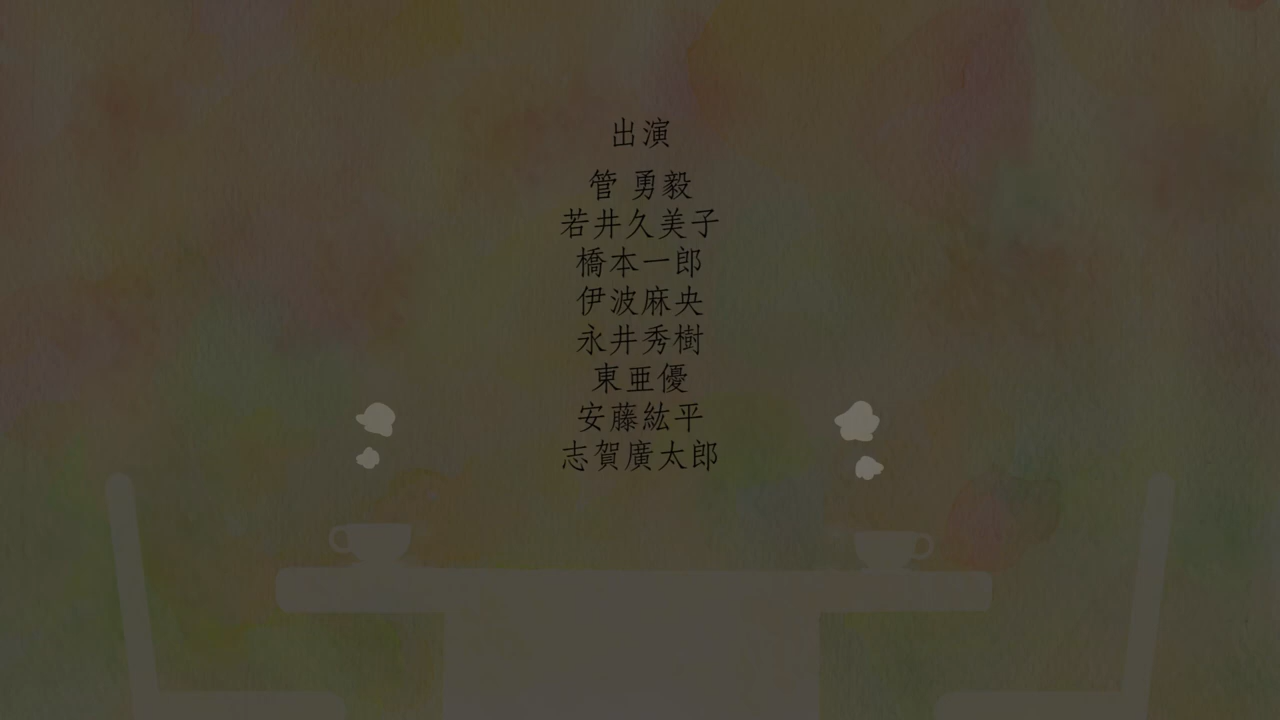 出演
管 勇毅
若井久美子
橋本一郎
伊波麻央
永井秀樹
東亜優
安藤紘平
志賀廣太郎